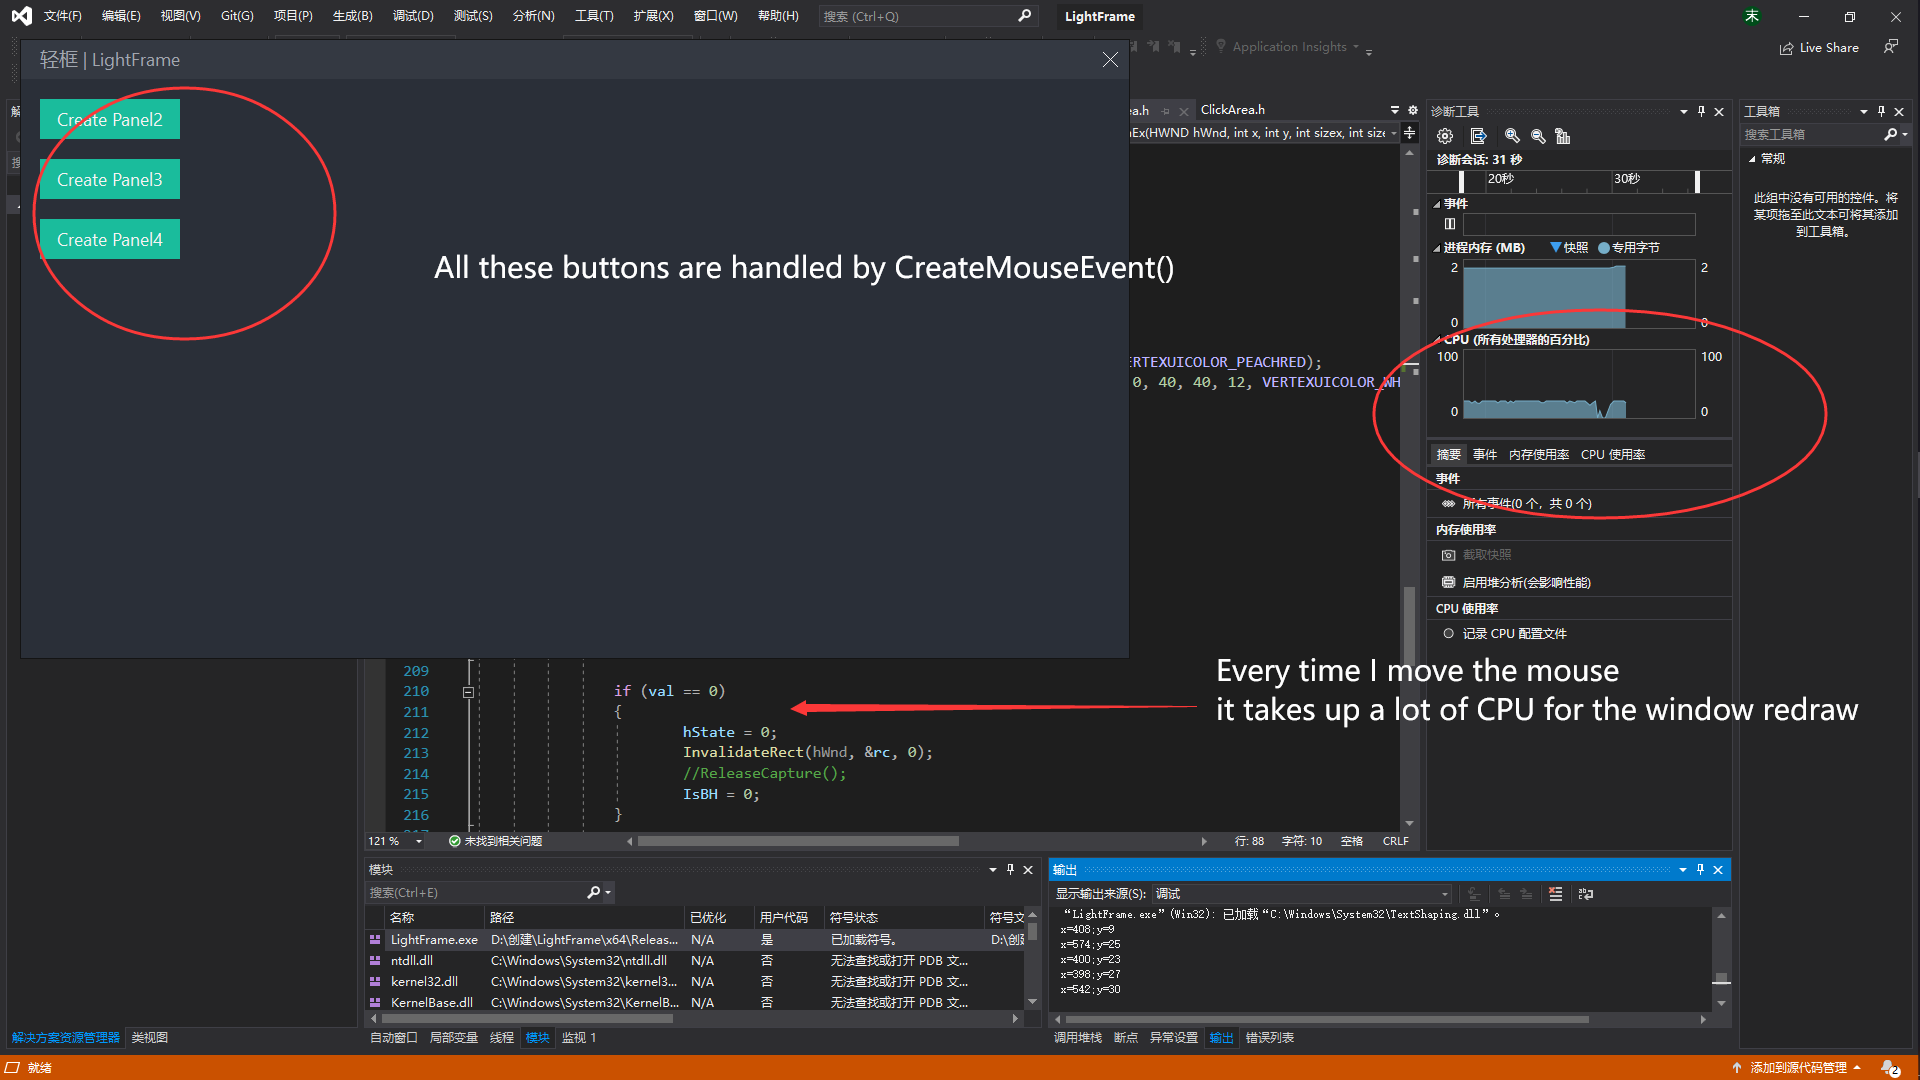 文件(F) 编辑(E) 视图(V) Git(G) 项目(P) 生成(B) 调试(D) 测试(S) 分析(N) 工具(T) 扩展(X) 窗口(W) 帮助(H) 搜索 (Ctrl+Q) LightFrame 末
Application Insights Live Share
轻框 | LightFrame
Create Panel2
Create Panel3
Create Panel4
All these buttons are handled by CreateMouseEvent()
ea.h ClickArea.h
nEx(HWND hWnd, int x, int y, int sizex, int size
ERTEXUICOLOR_PEACHRED);
0, 40, 40, 12, VERTEXUICOLOR_WH
诊断工具
诊断会话: 31 秒
20秒 30秒
事件
进程内存 (MB) 快照 专用字节
2 2
0 0
CPU (所有处理器的百分比)
100 100
0 0
摘要 事件 内存使用率 CPU 使用率
事件
所有事件(0 个，共 0 个)
内存使用率
截取快照
启用堆分析(会影响性能)
CPU 使用率
记录 CPU 配置文件
工具箱
搜索工具箱
常规
此组中没有可用的控件。将
某项拖至此文本可将其添加
到工具箱。
Every time I move the mouse
it takes up a lot of CPU for the window redraw
209
210 if (val == 0)
211 {
212 hState = 0;
213 InvalidateRect(hWnd, &rc, 0);
214 //ReleaseCapture();
215 IsBH = 0;
216 }
121 % 未找到相关问题 行: 88 字符: 10 空格 CRLF
模块
搜索(Ctrl+E)
名称 路径 已优化 用户代码 符号状态 符号文
LightFrame.exe D:\创建\LightFrame\x64\Releas... N/A 是 已加载符号。 D:\创建
ntdll.dll C:\Windows\System32\ntdll.dll N/A 否 无法查找或打开 PDB 文...
kernel32.dll C:\Windows\System32\kernel3... N/A 否 无法查找或打开 PDB 文...
KernelBase.dll C:\Windows\System32\KernelB... N/A 否 无法查找或打开 PDB 文...
自动窗口 局部变量 线程 模块 监视 1
输出
显示输出来源(S): 调试
“LightFrame.exe”(Win32): 已加载“C:\Windows\System32\TextShaping.dll”。
x=408;y=9
x=574;y=25
x=400;y=23
x=398;y=27
x=542;y=30
调用堆栈 断点 异常设置 输出 错误列表
解决方案资源管理器 类视图
就绪 添加到源代码管理 2